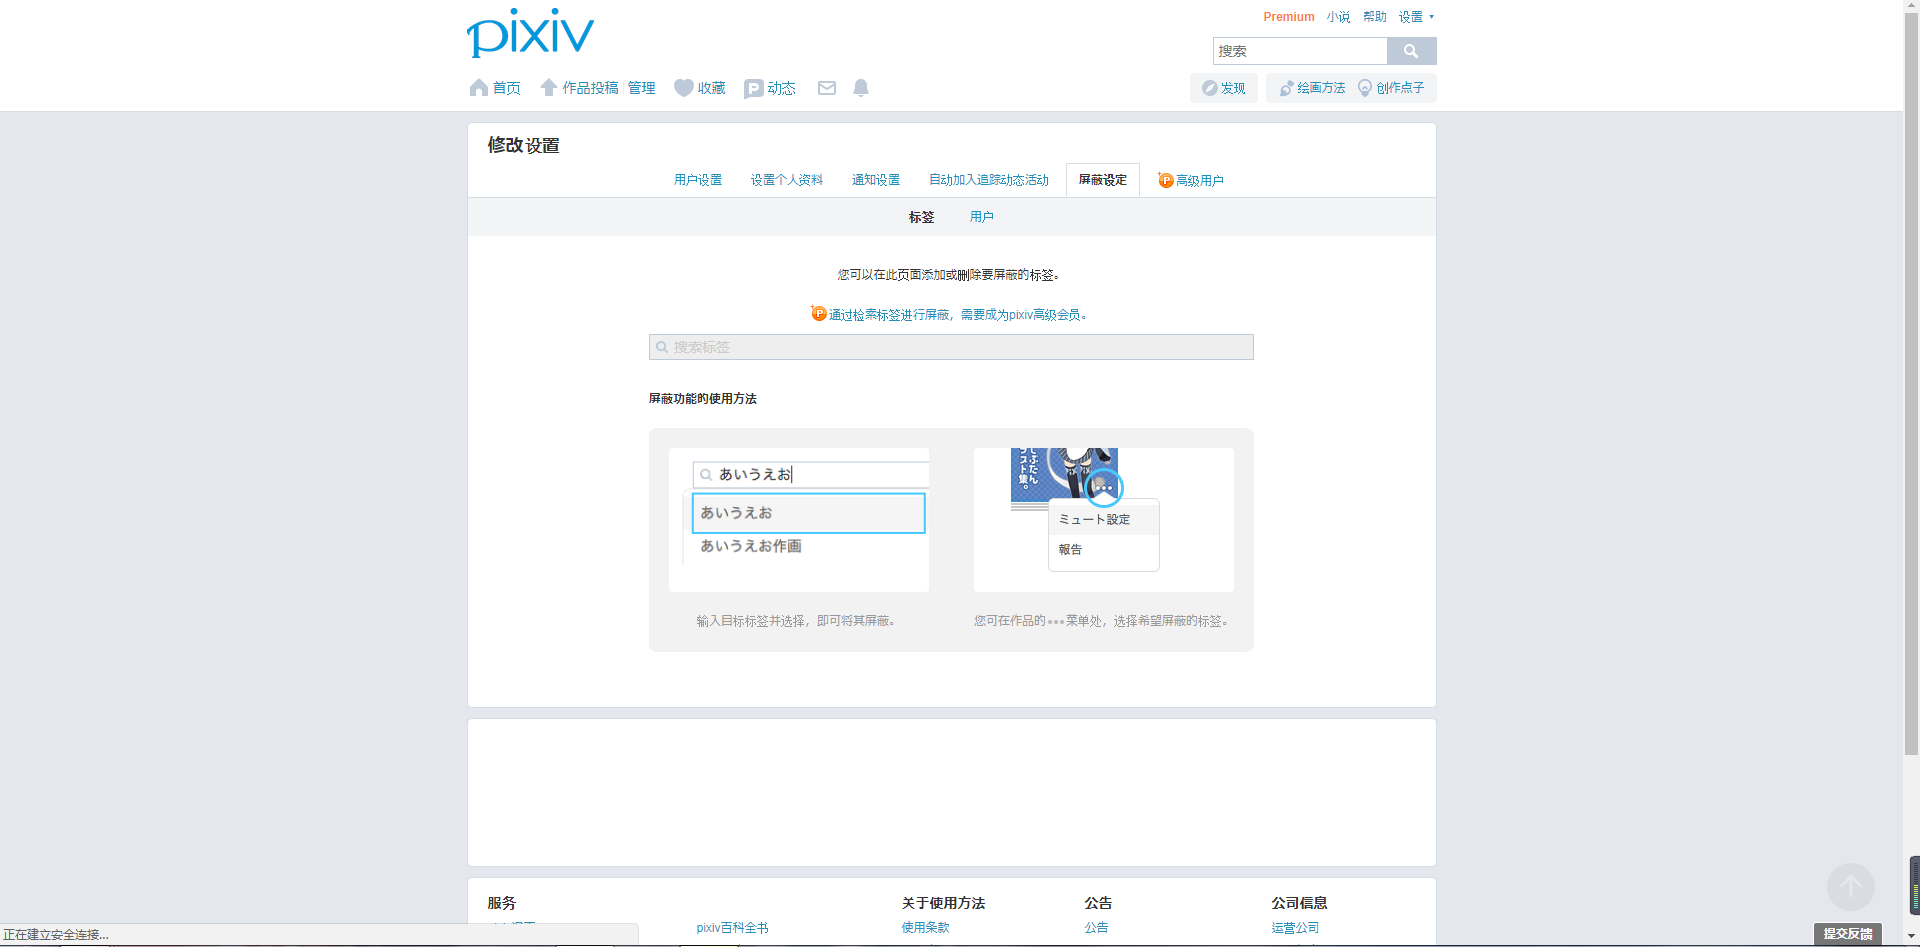 pixiv
Premium 小说 帮助 设置
搜索
首页 作品投稿 管理 收藏 动态
发现 绘画方法 创作点子
修改设置
用户设置 设置个人资料 通知设置 自动加入追踪动态活动 屏蔽设定 高级用户
标签 用户
您可以在此页面添加或删除要屏蔽的标签。
通过检索标签进行屏蔽，需要成为pixiv高级会员。
搜索标签
屏蔽功能的使用方法
あいうえお
あいうえお
あいうえお作画
スト集。
ミュート設定
報告
输入目标标签并选择，即可将其屏蔽。
您可在作品的•••菜单处，选择希望屏蔽的标签。
服务 关于使用方法 公告 公司信息
pixiv百科全书 使用条款 公告 运营公司
正在建立安全连接...
提交反馈